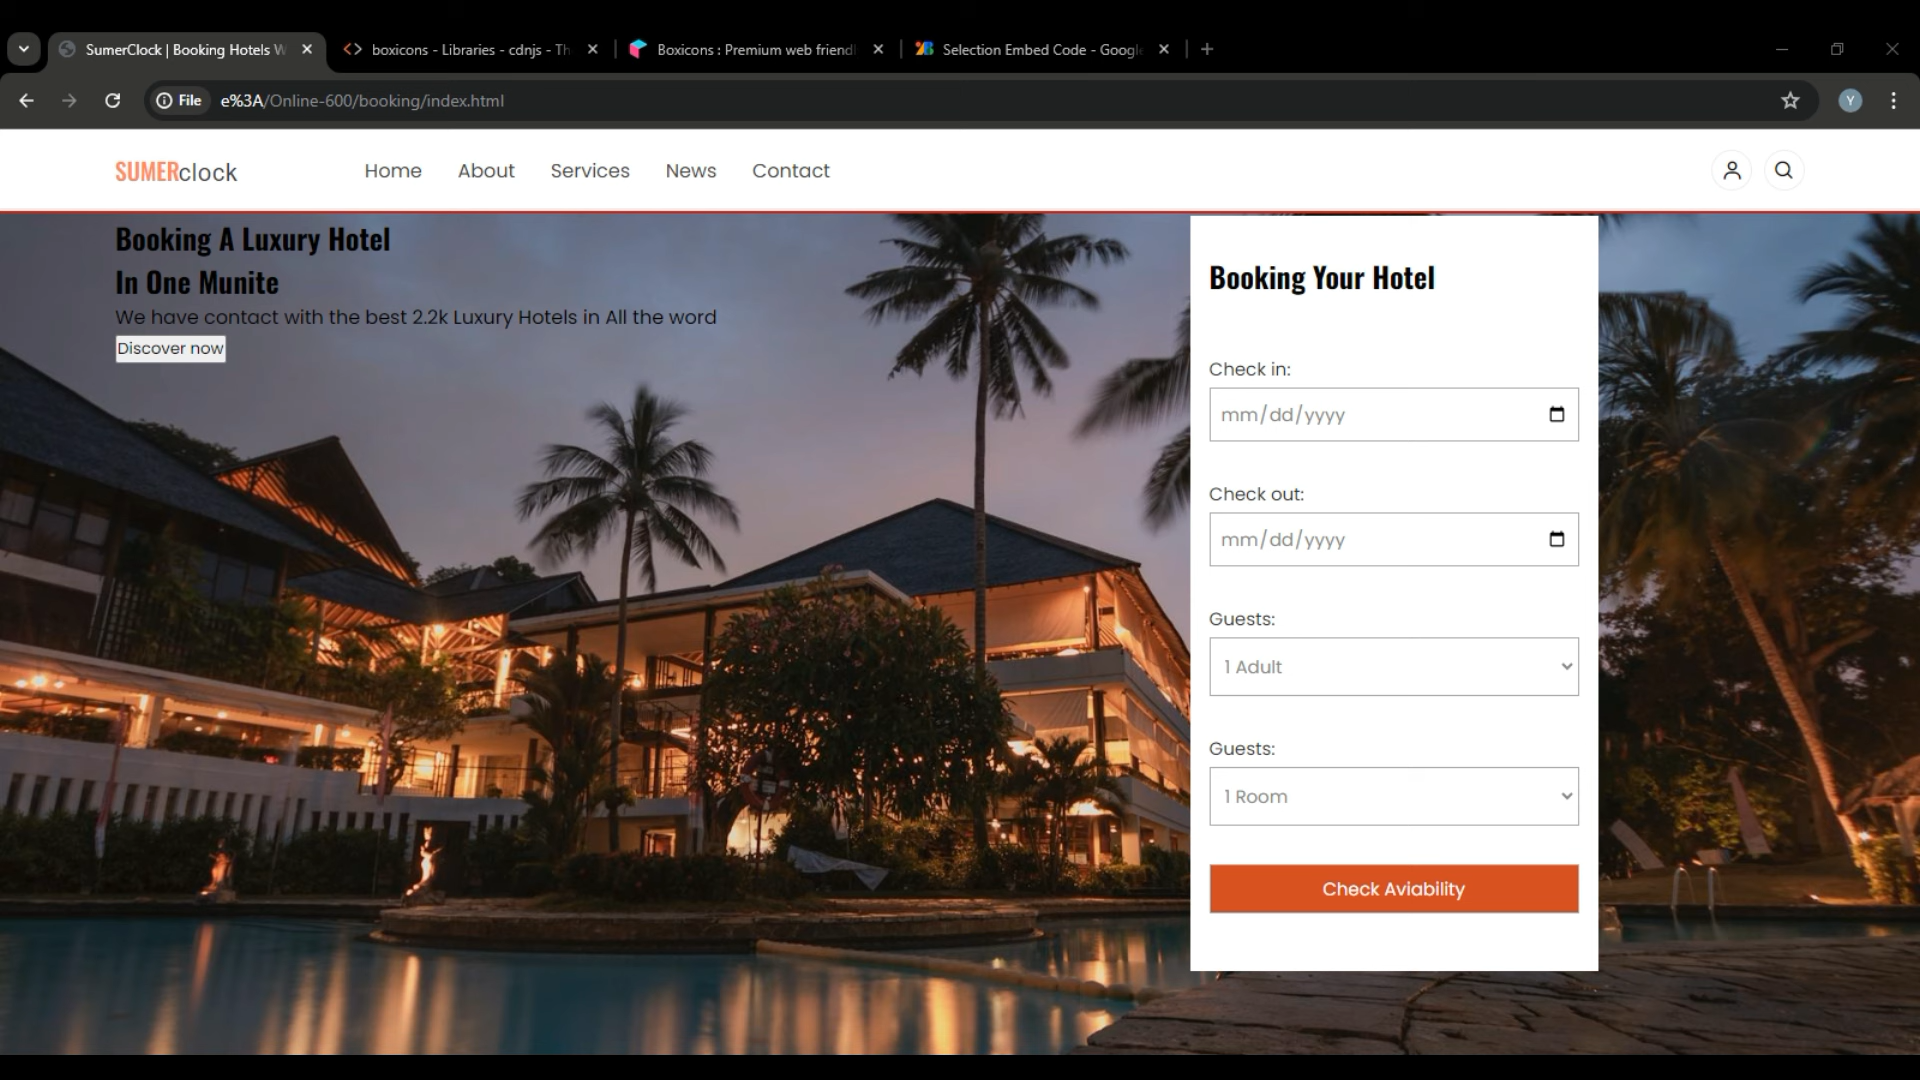 SumerClock | Booking Hotels W
boxicons - Libraries - cdnjs - Th
Boxicons : Premium web friendl
Selection Embed Code - Google
File
e%3A/Online-600/booking/index.html
Y
SUMERclock
Home
About
Services
News
Contact
Booking A Luxury Hotel
In One Munite
We have contact with the best 2.2k Luxury Hotels in All the word
Discover now
Booking Your Hotel
Check in:
mm/dd/yyyy
Check out:
mm/dd/yyyy
Guests:
1 Adult
Guests:
1 Room
Check Aviability